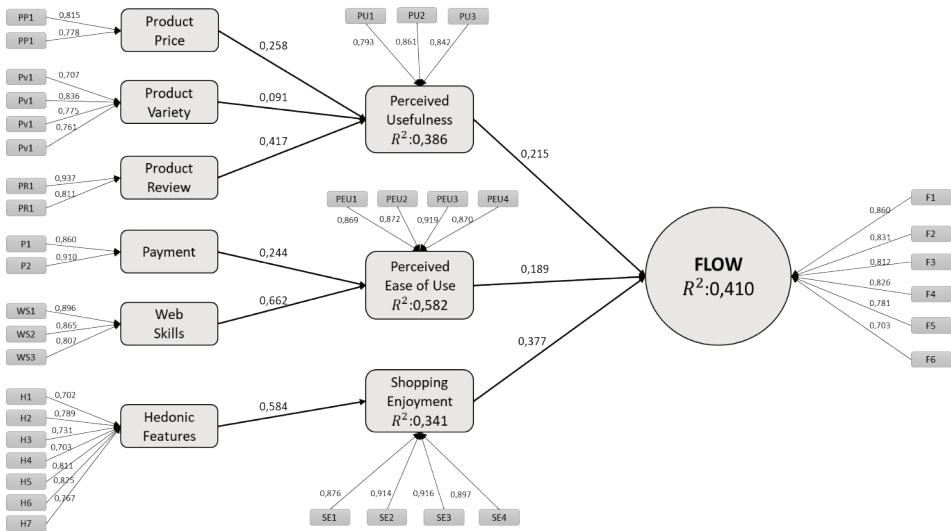 PP1
0,815
PP1
0,778
Product
Price
0,258
Pv1
0,707
Pv1
0,836
Pv1
0,775
Pv1
0,761
Product
Variety
0,091
PR1
0,937
PR1
0,811
Product
Review
0,417
PU1
PU2
PU3
0,793
0,861
0,842
Perceived
Usefulness
R²:0,386
0,215
P1
0,860
P2
0,910
Payment
0,244
WS1
0,896
WS2
0,865
WS3
0,807
Web
Skills
0,662
PEU1
PEU2
PEU3
PEU4
0,869
0,872
0,919
0,870
Perceived
Ease of Use
R²:0,582
0,189
H1
0,702
H2
0,789
H3
0,731
H4
0,703
H5
0,811
H6
0,825
H7
0,767
Hedonic
Features
0,584
Shopping
Enjoyment
R²:0,341
0,377
0,876
0,914
0,916
0,897
SE1
SE2
SE3
SE4
FLOW
R²:0,410
F1
0,860
F2
0,831
F3
0,812
F4
0,826
F5
0,781
F6
0,703